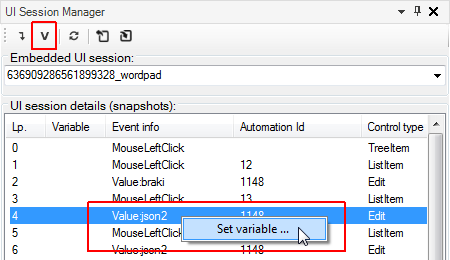 UI Session Manager
V
Embedded UI session:
636909286561899328_wordpad
UI session details (snapshots):
Lp. Variable Event info Automation Id Control type
0 MouseLeftClick TreeItem
1 MouseLeftClick 12 ListItem
2 Value:braki 1148 Edit
3 MouseLeftClick 13 ListItem
4 Value:json2 1148 Edit
Set variable ...
5 MouseLeftClick ListItem
6 Value:json2 1148 Edit